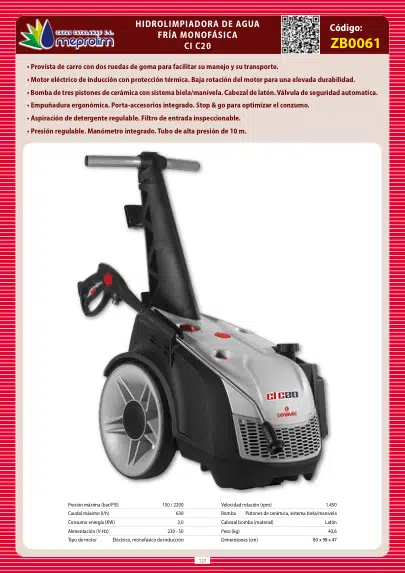 CAYAS CATALANAS S.L.
meprolim
HIDROLIMPIADORA DE AGUA
FRÍA MONOFÁSICA
CI C20
Código:
ZB0061
• Provista de carro con dos ruedas de goma para facilitar su manejo y su transporte.
• Motor eléctrico de inducción con protección térmica. Baja rotación del motor para una elevada durabilidad.
• Bomba de tres pistones de cerámica con sistema biela/manivela. Cabezal de latón. Válvula de seguridad automatica.
• Empuñadura ergonómica. Porta-accesorios integrado. Stop & go para optimizar el conzumo.
• Aspiración de detergente regulable. Filtro de entrada inspeccionable.
• Presión regulable. Manómetro integrado. Tubo de alta presión de 10 m.
CI C20
Presión máxima (bar/PSI) 150 / 2200
Caudal máximo (l/h) 630
Consumo energía (KW) 3,0
Alimentación (V-Hz) 230 - 50
Tipo de motor Eléctrico, monofásico de inducción
Velocidad rotación (rpm) 1.450
Bomba Pistones de cerámica, sistema biela/manivela
Cabezal bomba (material) Latón
Peso (kg) 43,6
Dimensiones (cm) 80 x 98 x 47
127